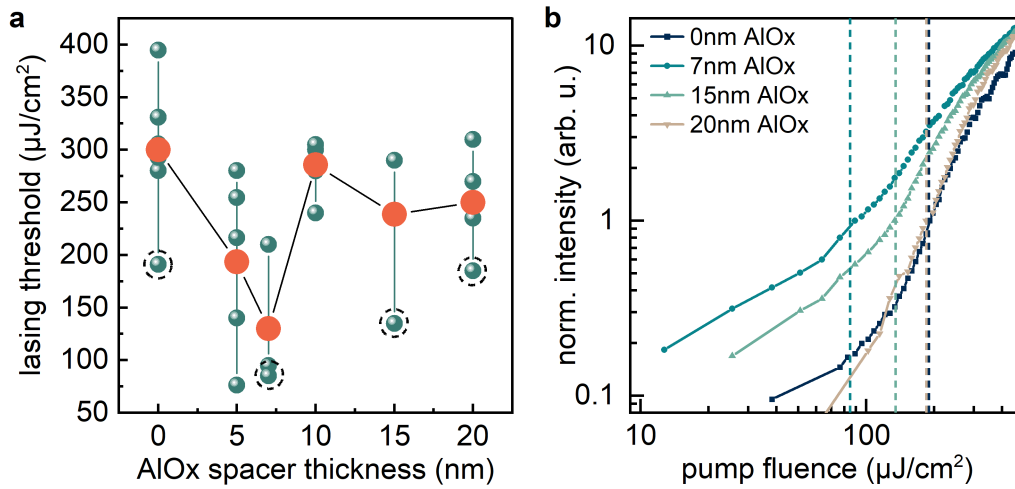 a
lasing threshold (µJ/cm²)
400
350
300
250
200
150
100
50
0
5
10
15
20
AlOx spacer thickness (nm)
b
norm. intensity (arb. u.)
10
1
0.1
0nm AlOx
7nm AlOx
15nm AlOx
20nm AlOx
10
100
pump fluence (µJ/cm²)